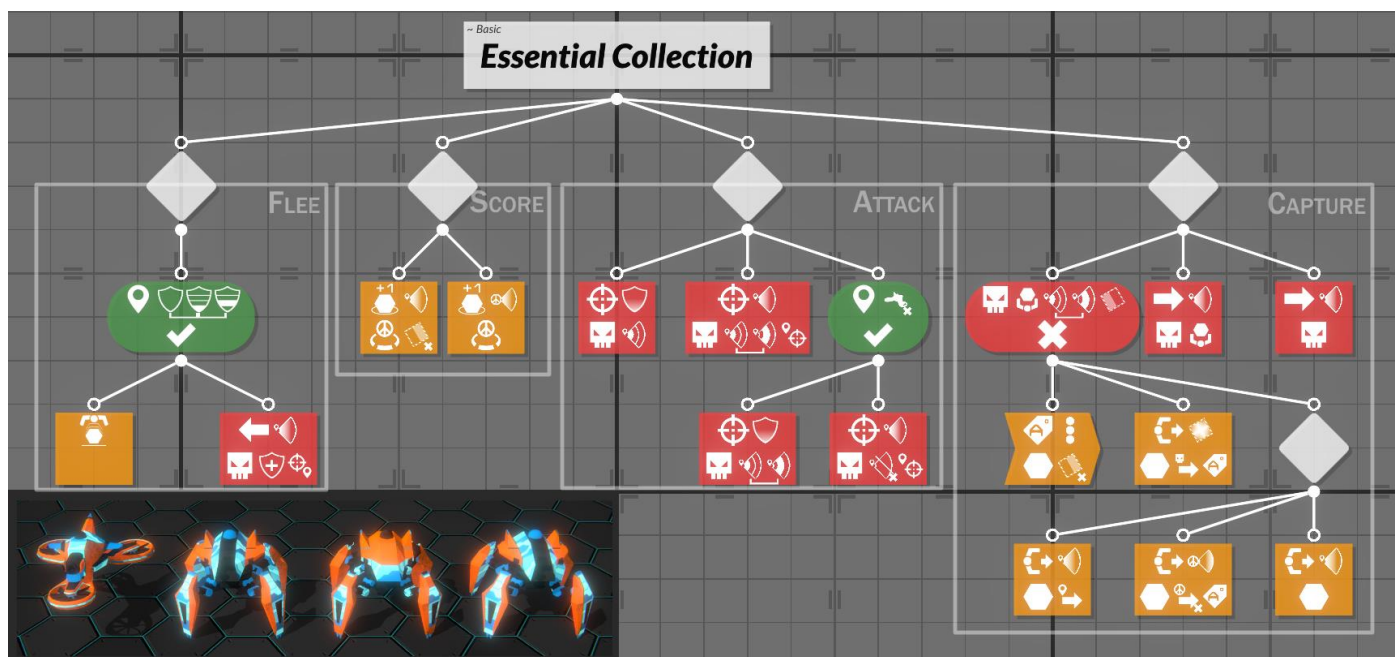 ~ Basic
Essential Collection
FLEE
SCORE
ATTACK
CAPTURE
+1
+1
A
A
A